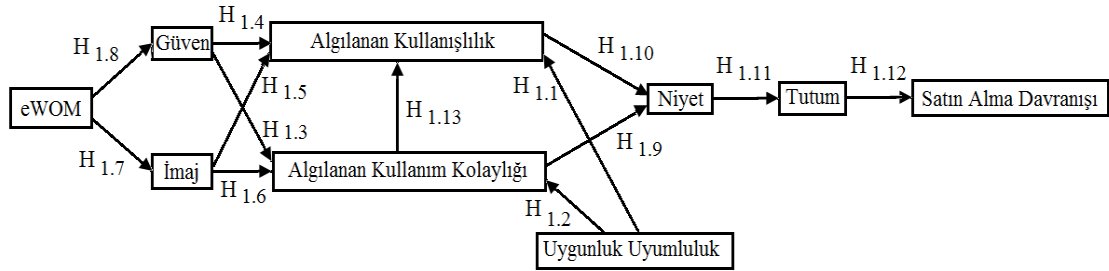 H 1.8
Güven
H 1.4
Algılanan Kullanışlılık
H 1.10
H 1.11
H 1.12
eWOM
H 1.5
H 1.1
Niyet
Tutum
Satın Alma Davranışı
H 1.13
H 1.3
H 1.9
H 1.7
İmaj
H 1.6
Algılanan Kullanım Kolaylığı
H 1.2
Uygunluk Uyumluluk